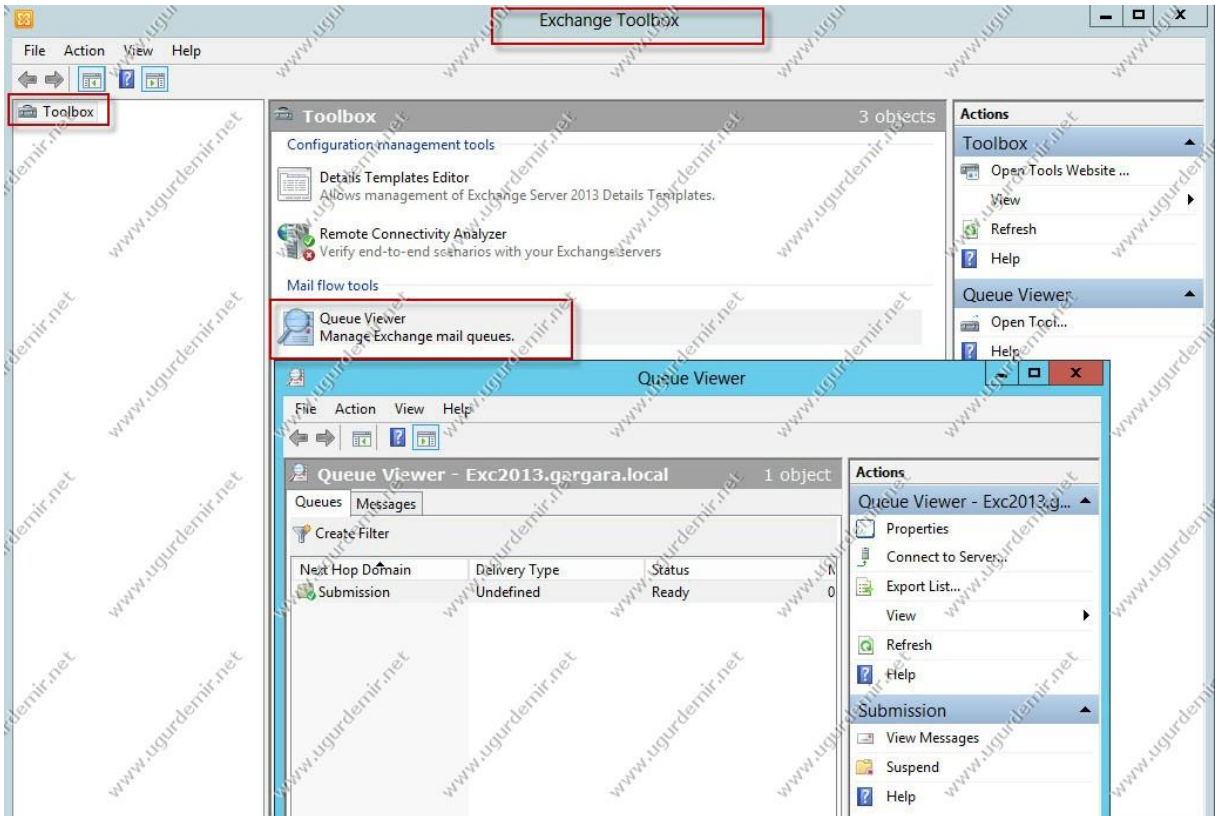 Exchange Toolbox
File Action View Help
Toolbox
Toolbox 3 objects
Configuration management tools
Details Templates Editor
Allows management of Exchange Server 2013 Details Templates.
Remote Connectivity Analyzer
Verify end-to-end scenarios with your Exchange servers
Mail flow tools
Queue Viewer
Manage Exchange mail queues.
Actions
Toolbox
Open Tools Website ...
View
Refresh
Help
Queue Viewer
Open Tool...
Help
Queue Viewer
File Action View Help
Queue Viewer - Exc2013.gargara.local 1 object
Queues Messages
Create Filter
Next Hop Domain Delivery Type Status N
Submission Undefined Ready 0
Actions
Queue Viewer - Exc2013.g...
Properties
Connect to Server...
Export List...
View
Refresh
Help
Submission
View Messages
Suspend
Help
www.ugurdemir.net